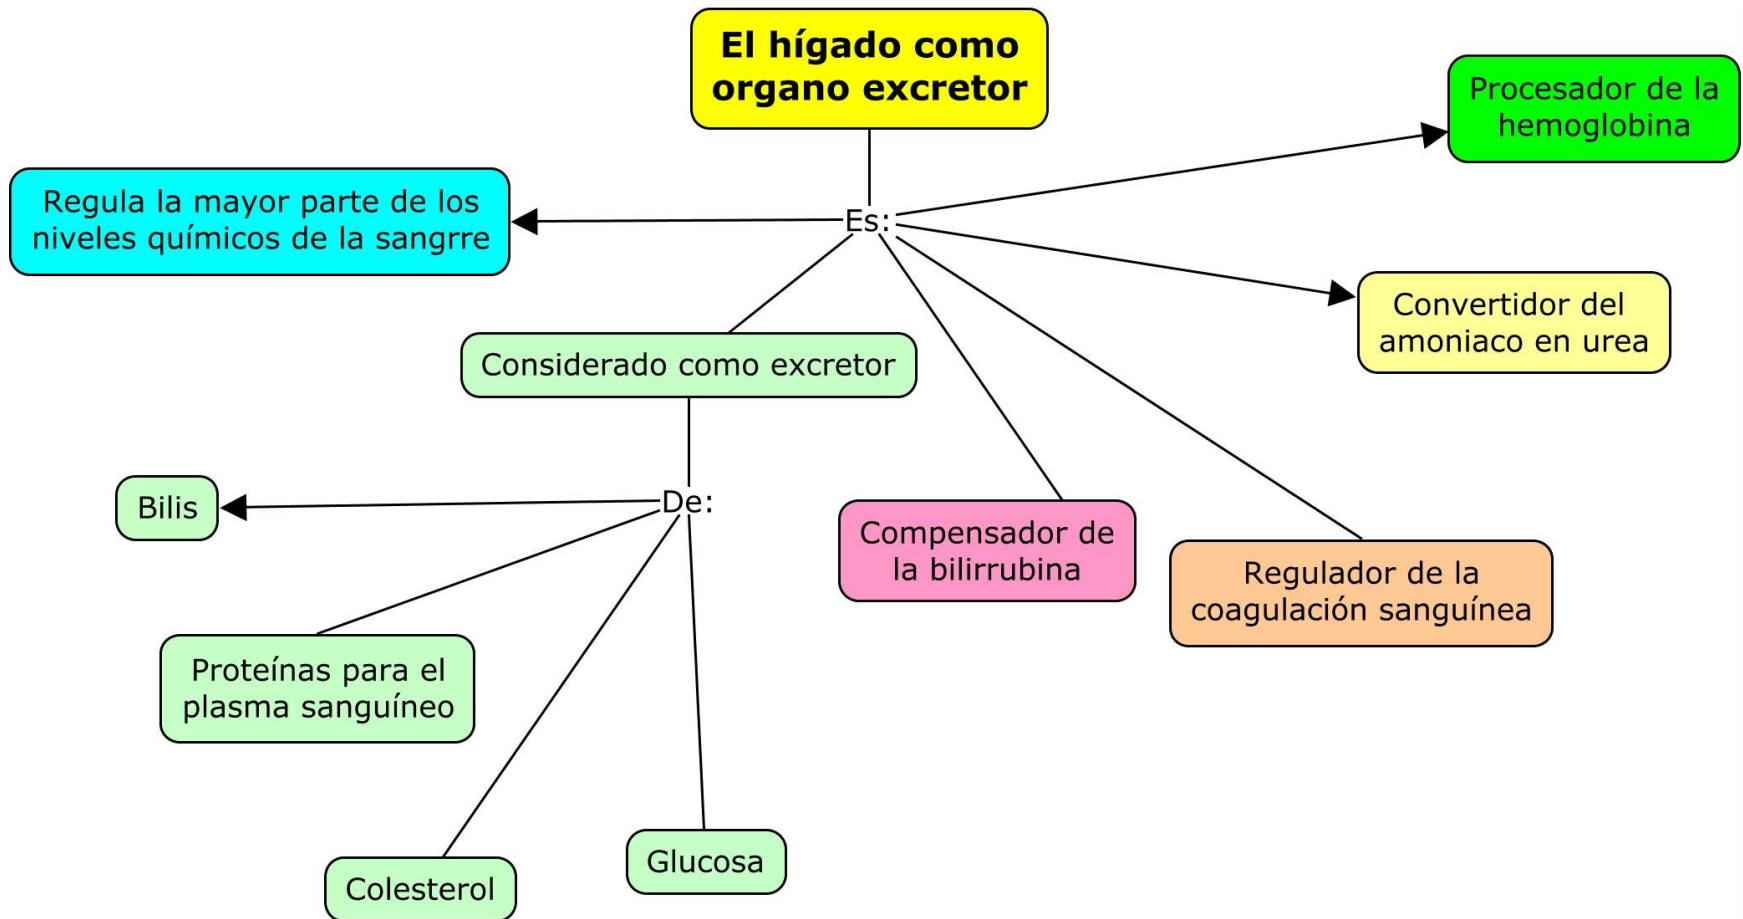 El hígado como
organo excretor
Procesador de la
hemoglobina
Regula la mayor parte de los
niveles químicos de la sangrre
Es:
Convertidor del
amoniaco en urea
Considerado como excretor
De:
Bilis
Compensador de
la bilirrubina
Regulador de la
coagulación sanguínea
Proteínas para el
plasma sanguíneo
Glucosa
Colesterol